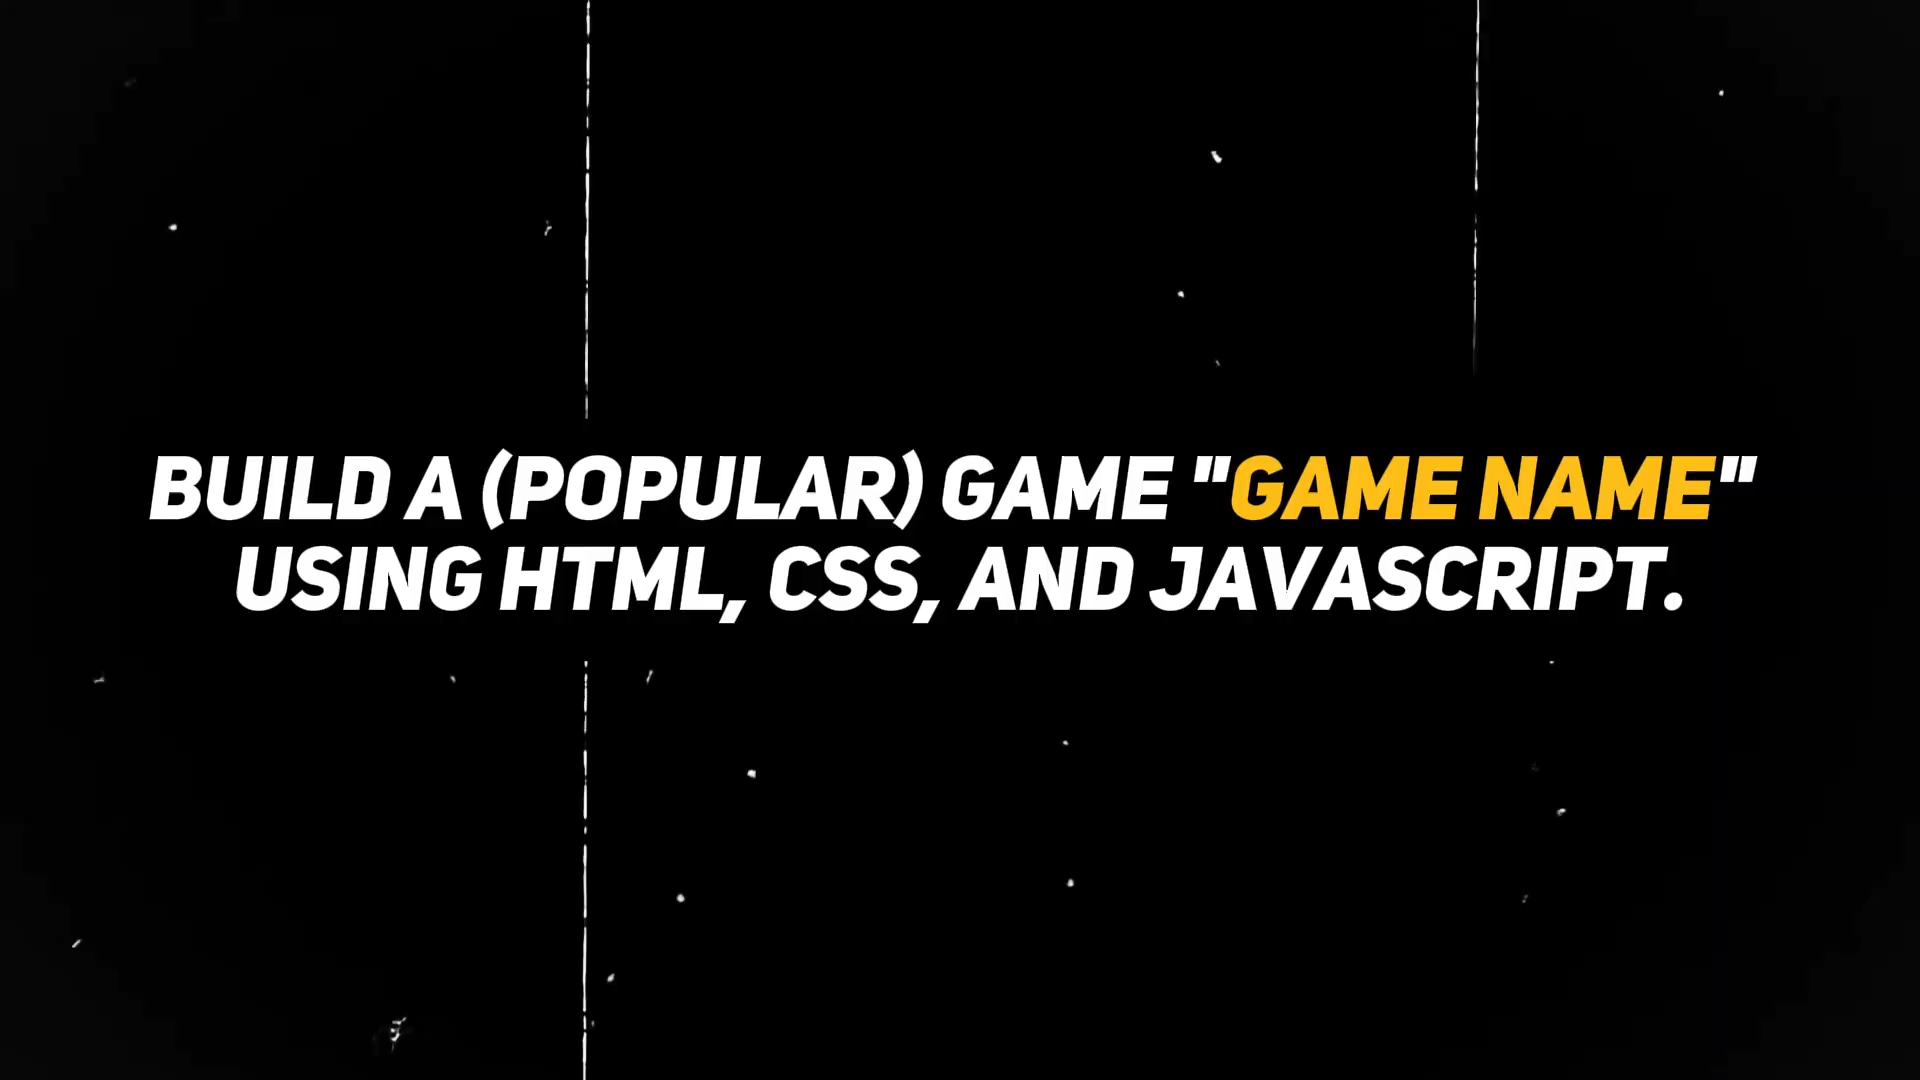 BUILD A (POPULAR) GAME "GAME NAME"
USING HTML, CSS, AND JAVASCRIPT.